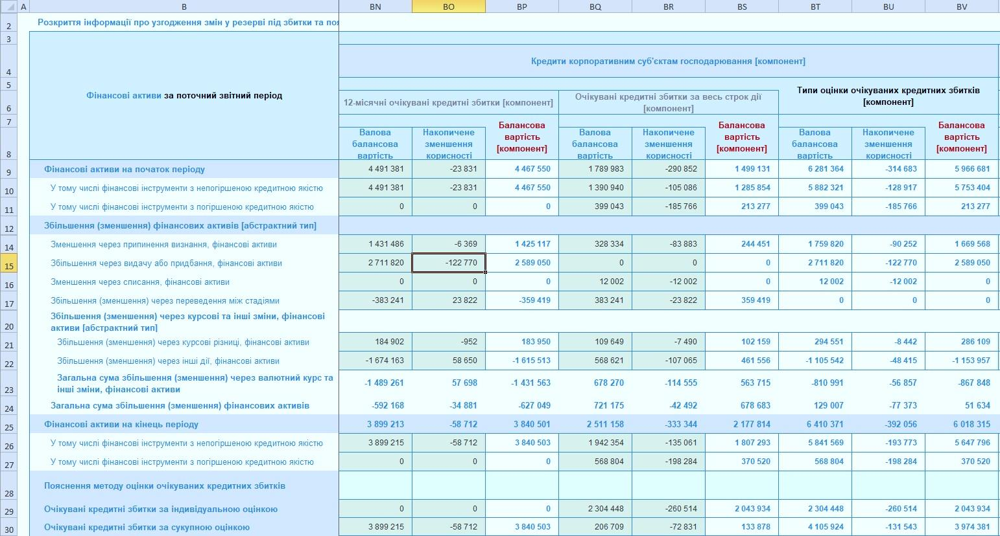 A B BN BO BP BQ BR BS BT BU BV
2 Розкриття інформації про узгодження змін у резерві під збитки та
3
4 Кредити корпоративним суб'єктам господарювання [компонент]
5
Фінансові активи за поточний звітний період
6 12-місячні очікувані кредитні збитки [компонент] Очікувані кредитні збитки за весь строк дії [компонент] Типи оцінки очікуваних кредитних збитків [компонент]
7
8 Валова балансова вартість Накопичене зменшення корисності Балансова вартість [компонент] Валова балансова вартість Накопичене зменшення корисності Балансова вартість [компонент] Валова балансова вартість Накопичене зменшення корисності Балансова вартість [компонент]
9 Фінансові активи на початок періоду 4 491 381 -23 831 4 467 550 1 789 983 -290 852 1 499 131 6 281 364 -314 683 5 966 681
10 У тому числі фінансові інструменти з непогіршеною кредитною якістю 4 491 381 -23 831 4 467 550 1 390 940 -105 086 1 285 854 5 882 321 -128 917 5 753 404
11 У тому числі фінансові інструменти з погіршеною кредитною якістю 0 0 0 399 043 -185 766 213 277 399 043 -185 766 213 277
12 Збільшення (зменшення) фінансових активів [абстрактний тип]
14 Зменшення через припинення визнання, фінансові активи 1 431 486 -6 369 1 425 117 328 334 -83 883 244 451 1 759 820 -90 252 1 669 568
15 Збільшення через видачу або придбання, фінансові активи 2 711 820 -122 770 2 589 050 0 0 0 2 711 820 -122 770 2 589 050
16 Зменшення через списання, фінансові активи 0 0 0 12 002 -12 002 0 12 002 -12 002 0
17 Збільшення (зменшення) через переведення між стадіями -383 241 23 822 -359 419 383 241 -23 822 359 419 0 0 0
20 Збільшення (зменшення) через курсові та інші зміни, фінансові
активи [абстрактний тип]
21 Збільшення (зменшення) через курсові різниці, фінансові активи 184 902 -952 183 950 109 649 -7 490 102 159 294 551 -8 442 286 109
22 Збільшення (зменшення) через інші дії, фінансові активи -1 674 163 58 650 -1 615 513 568 621 -107 065 461 556 -1 105 542 -48 415 -1 153 957
23 Загальна сума збільшення (зменшення) через валютний курс та
інші зміни, фінансові активи -1 489 261 57 698 -1 431 563 678 270 -114 555 563 715 -810 991 -56 857 -867 848
24 Загальна сума збільшення (зменшення) фінансових активів -592 168 -34 881 -627 049 721 175 -42 492 678 683 129 007 -77 373 51 634
25 Фінансові активи на кінець періоду 3 899 213 -58 712 3 840 501 2 511 158 -333 344 2 177 814 6 410 371 -392 056 6 018 315
26 У тому числі фінансові інструменти з непогіршеною кредитною якістю 3 899 215 -58 712 3 840 503 1 942 354 -135 061 1 807 293 5 841 569 -193 773 5 647 796
27 У тому числі фінансові інструменти з погіршеною кредитною якістю 0 0 0 568 804 -198 284 370 520 568 804 -198 284 370 520
28 Пояснення методу оцінки очікуваних кредитних збитків
29 Очікувані кредитні збитки за індивідуальною оцінкою 0 0 0 2 304 448 -260 514 2 043 934 2 304 448 -260 514 2 043 934
30 Очікувані кредитні збитки за сукупною оцінкою 3 899 215 -58 712 3 840 503 206 709 -72 831 133 878 4 105 924 -131 543 3 974 381